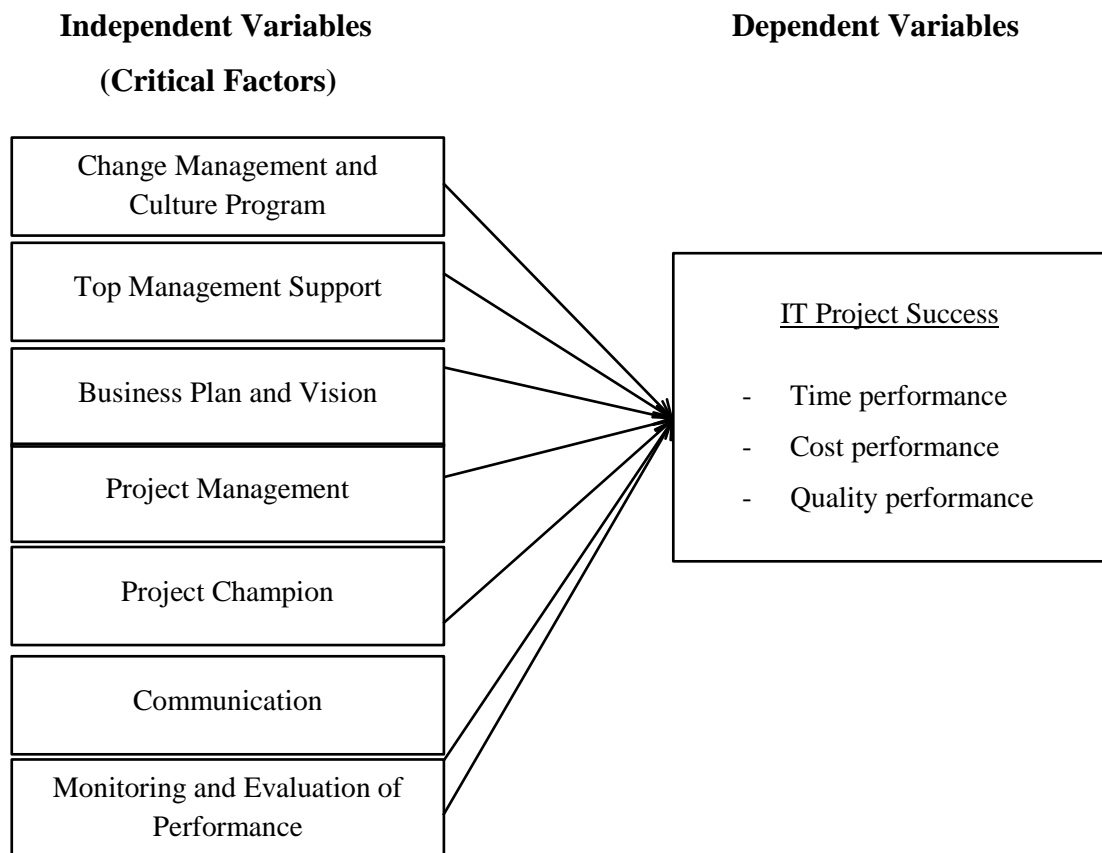 Independent Variables
(Critical Factors)
Dependent Variables
Change Management and
Culture Program
Top Management Support
Business Plan and Vision
Project Management
Project Champion
Communication
Monitoring and Evaluation of
Performance
IT Project Success
- Time performance
- Cost performance
- Quality performance